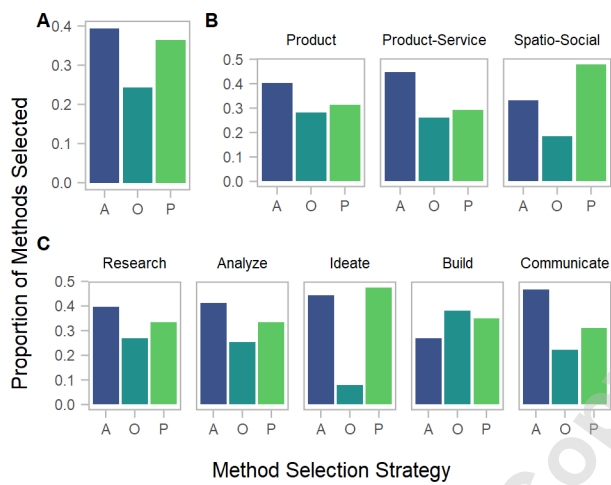 A
B
Product
Product-Service
Spatio-Social
0.4
0.3
0.2
0.1
0.0
0.5
0.4
0.3
0.2
0.1
0.0
A O P
A O P
A O P
A O P
C
Research
Analyze
Ideate
Build
Communicate
0.5
0.4
0.3
0.2
0.1
0.0
A O P
A O P
A O P
A O P
A O P
Proportion of Methods Selected
Method Selection Strategy